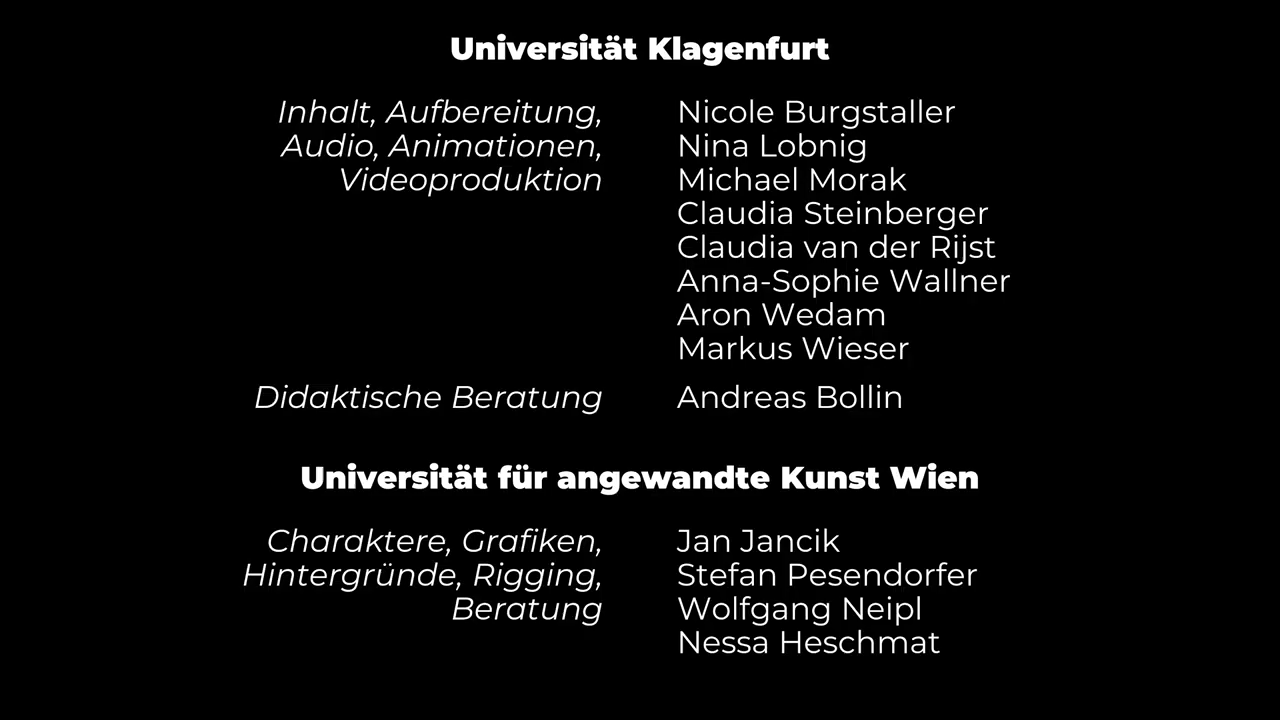 Universität Klagenfurt
Inhalt, Aufbereitung, Nicole Burgstaller
Audio, Animationen, Nina Lobnig
Videoproduktion Michael Morak
Claudia Steinberger
Claudia van der Rijst
Anna-Sophie Wallner
Aron Wedam
Markus Wieser
Didaktische Beratung Andreas Bollin
Universität für angewandte Kunst Wien
Charaktere, Grafiken, Jan Jancik
Hintergründe, Rigging, Stefan Pesendorfer
Beratung Wolfgang Neipl
Nessa Heschmat